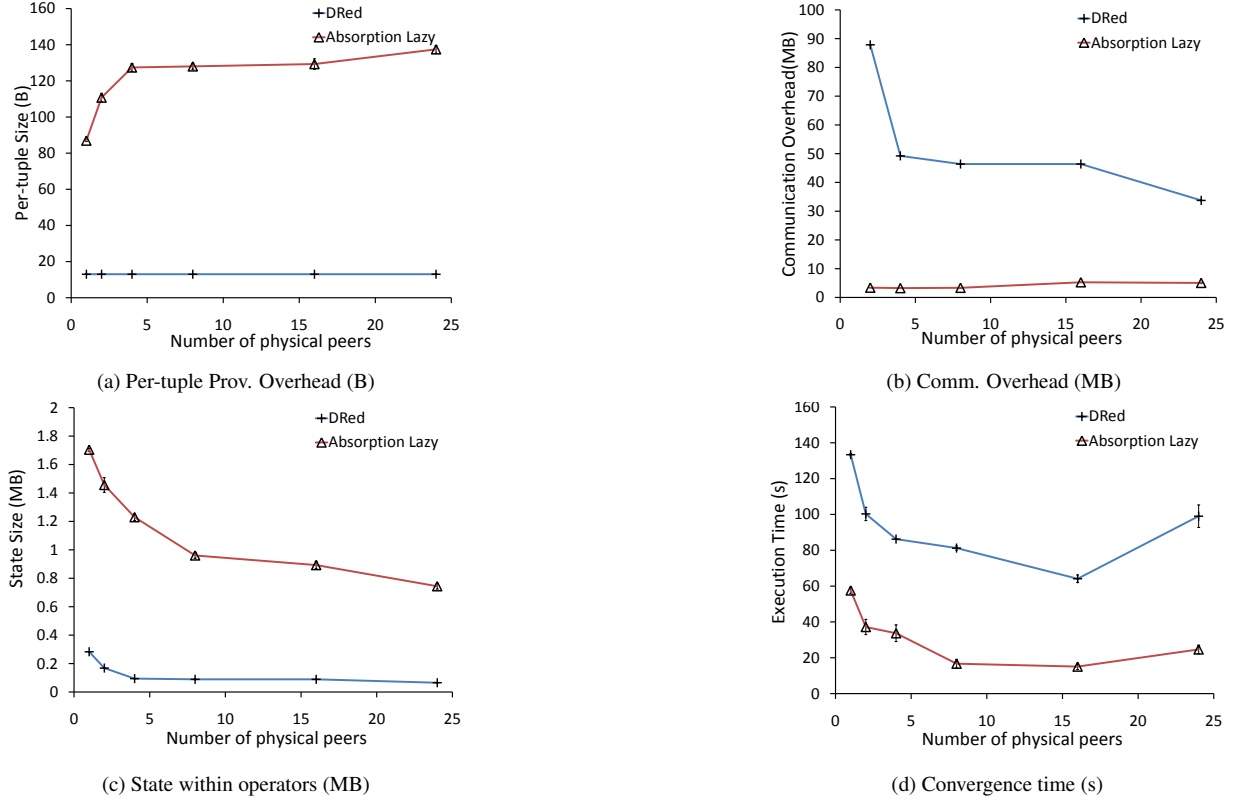 160
140
120
100
80
60
40
20
0
Per-tuple Size (B)
DRed
Absorption Lazy
0 5 10 15 20 25
Number of physical peers
(a) Per-tuple Prov. Overhead (B)
100
90
80
70
60
50
40
30
20
10
0
Communication Overhead(MB)
DRed
Absorption Lazy
0 5 10 15 20 25
Number of physical peers
(b) Comm. Overhead (MB)
2
1.8
1.6
1.4
1.2
1
0.8
0.6
0.4
0.2
0
State Size (MB)
DRed
Absorption Lazy
0 5 10 15 20 25
Number of physical peers
(c) State within operators (MB)
160
140
120
100
80
60
40
20
0
Execution Time (s)
DRed
Absorption Lazy
0 5 10 15 20 25
Number of physical peers
(d) Convergence time (s)